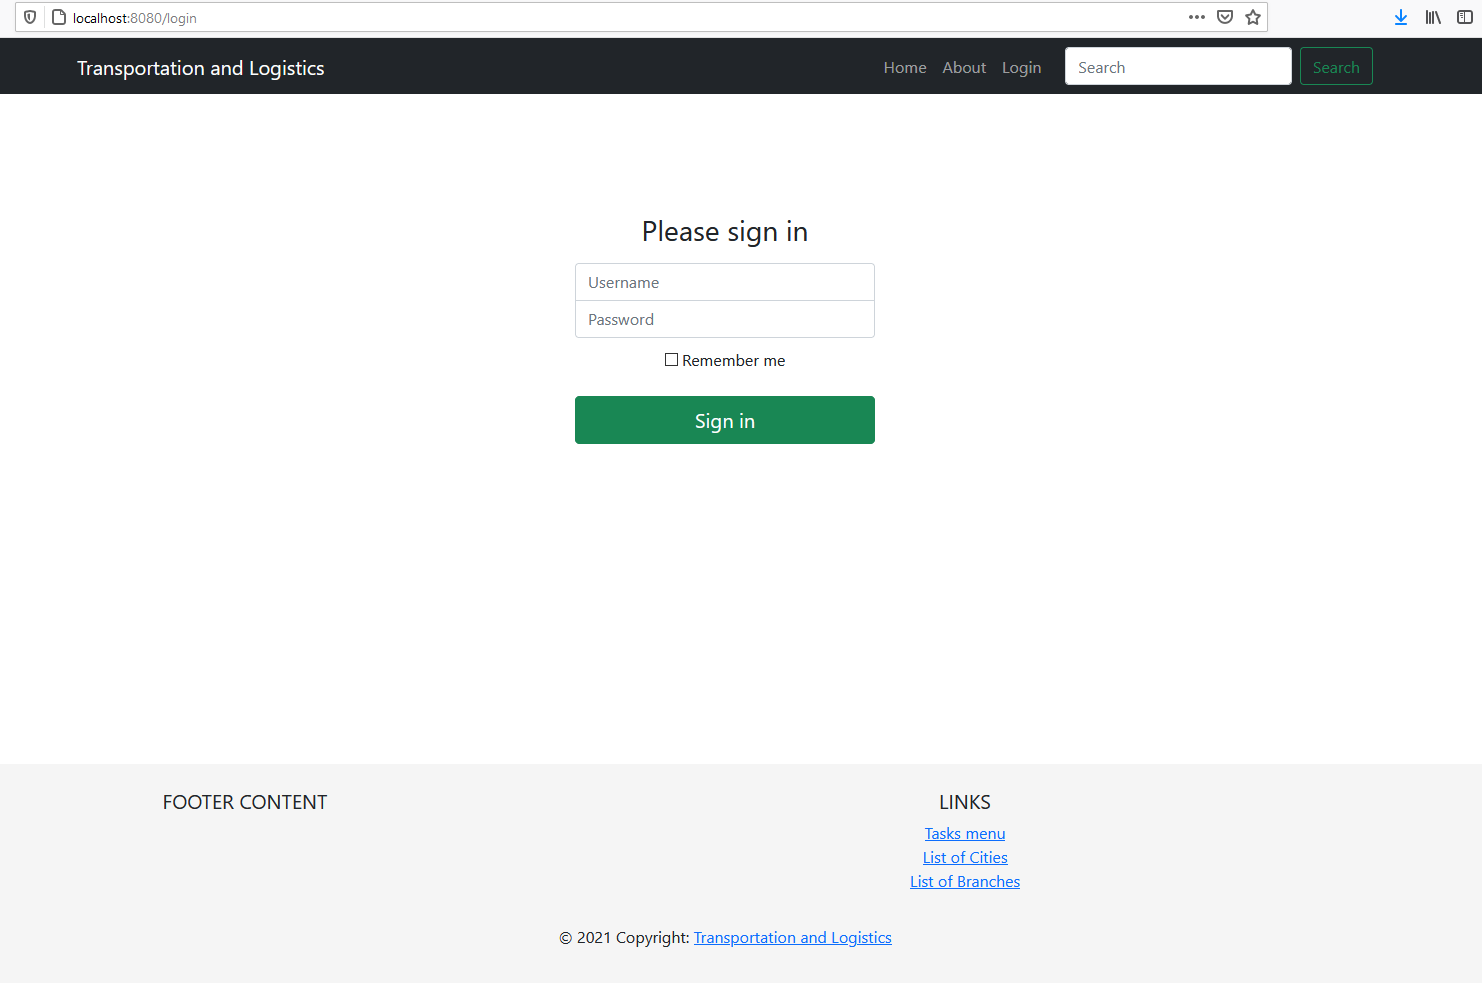 localhost:8080/login
Transportation and Logistics
Home About Login Search Search
Please sign in
Username
Password
Remember me
Sign in
FOOTER CONTENT
LINKS
Tasks menu
List of Cities
List of Branches
© 2021 Copyright: Transportation and Logistics